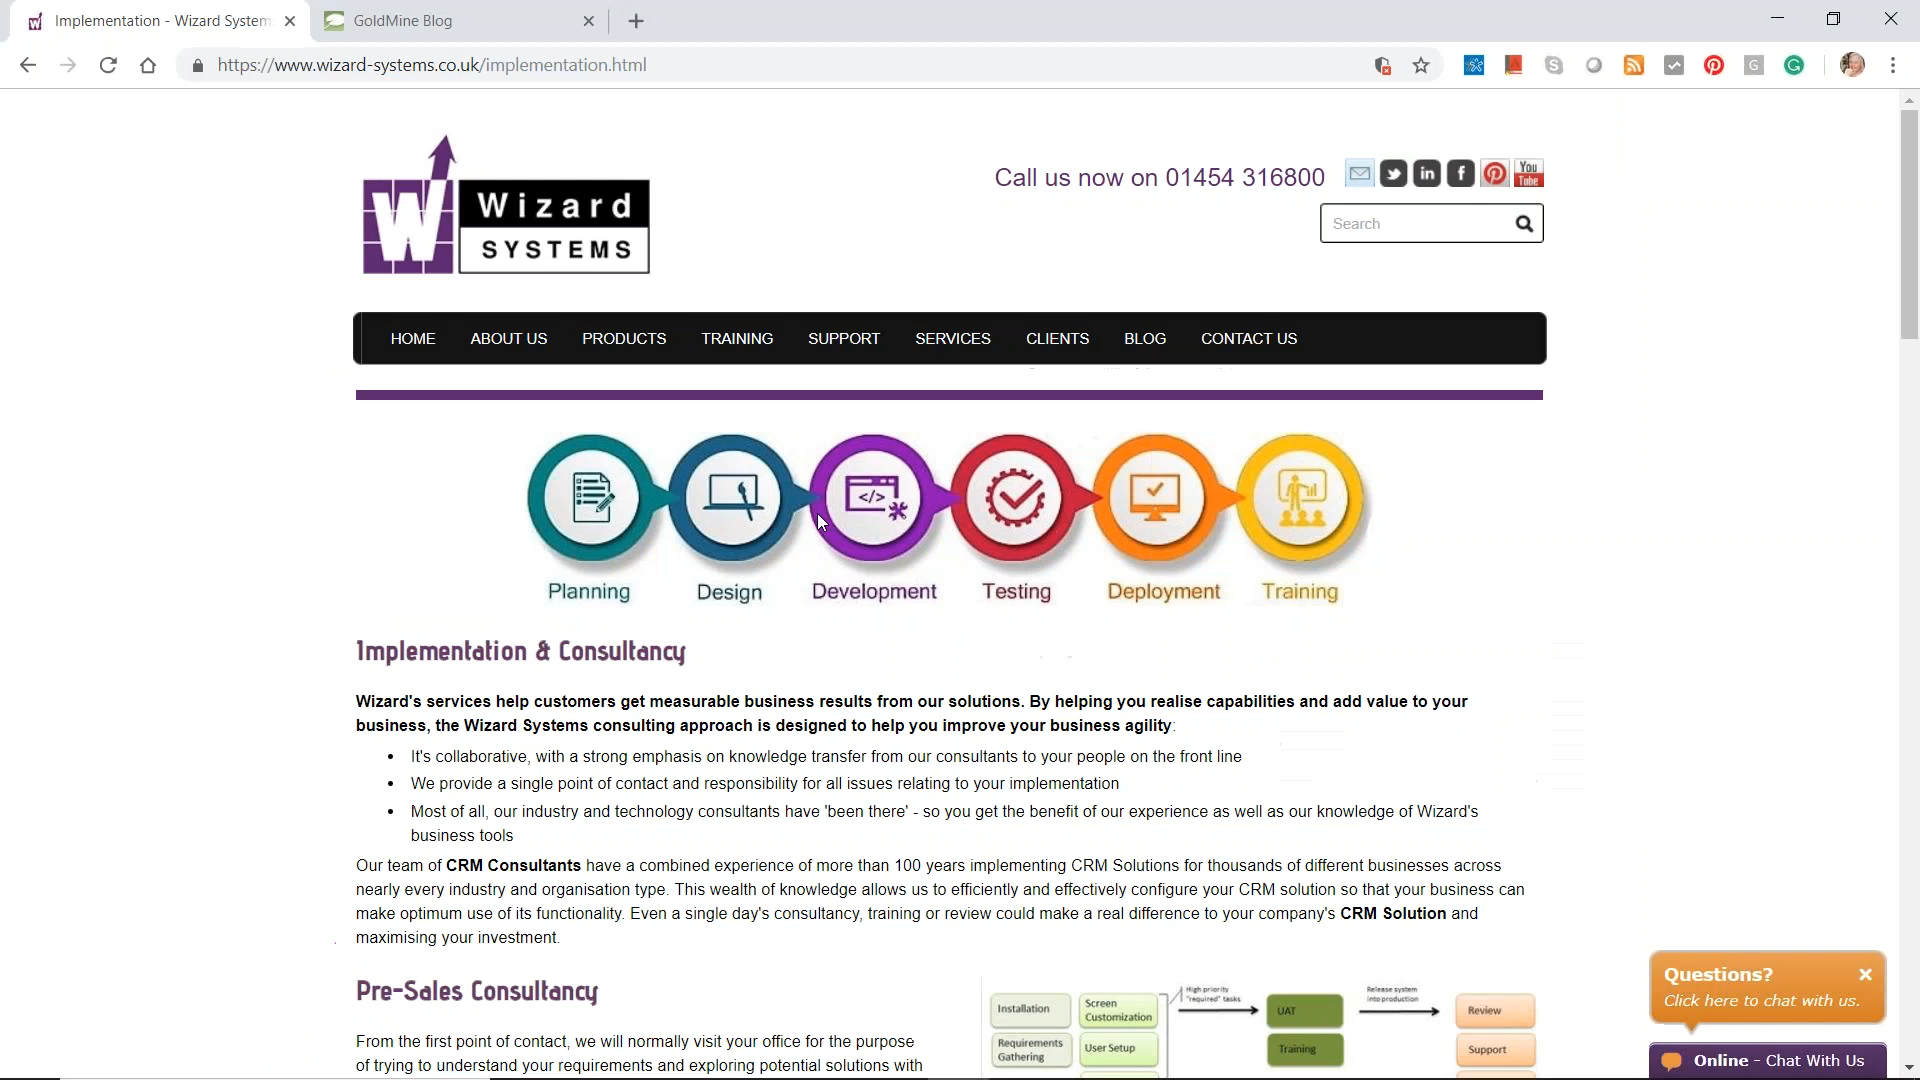 Implementation - Wizard System
GoldMine Blog
https://www.wizard-systems.co.uk/implementation.html
W Wizard
SYSTEMS
Call us now on 01454 316800
You
Tube
Search
HOME ABOUT US PRODUCTS TRAINING SUPPORT SERVICES CLIENTS BLOG CONTACT US
Planning Design Development Testing Deployment Training
Implementation & Consultancy
Wizard's services help customers get measurable business results from our solutions. By helping you realise capabilities and add value to your
business, the Wizard Systems consulting approach is designed to help you improve your business agility:
• It's collaborative, with a strong emphasis on knowledge transfer from our consultants to your people on the front line
• We provide a single point of contact and responsibility for all issues relating to your implementation
• Most of all, our industry and technology consultants have 'been there' - so you get the benefit of our experience as well as our knowledge of Wizard's
business tools
Our team of CRM Consultants have a combined experience of more than 100 years implementing CRM Solutions for thousands of different businesses across
nearly every industry and organisation type. This wealth of knowledge allows us to efficiently and effectively configure your CRM solution so that your business can
make optimum use of its functionality. Even a single day's consultancy, training or review could make a real difference to your company's CRM Solution and
maximising your investment.
Pre-Sales Consultancy
From the first point of contact, we will normally visit your office for the purpose
of trying to understand your requirements and exploring potential solutions with
Installation
Requirements
Gathering
Screen
Customization
User Setup
High priority
"required" tasks
UAT
Training
Release system
into production
Review
Support
Questions?
Click here to chat with us.
Online - Chat With Us